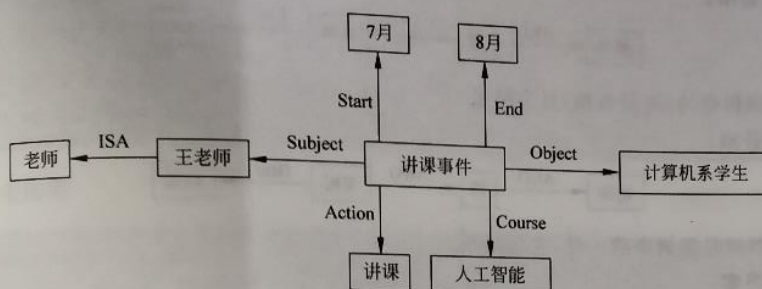 7月
8月
Start
End
老师
ISA
王老师
Subject
讲课事件
Object
计算机系学生
Action
Course
讲课
人工智能